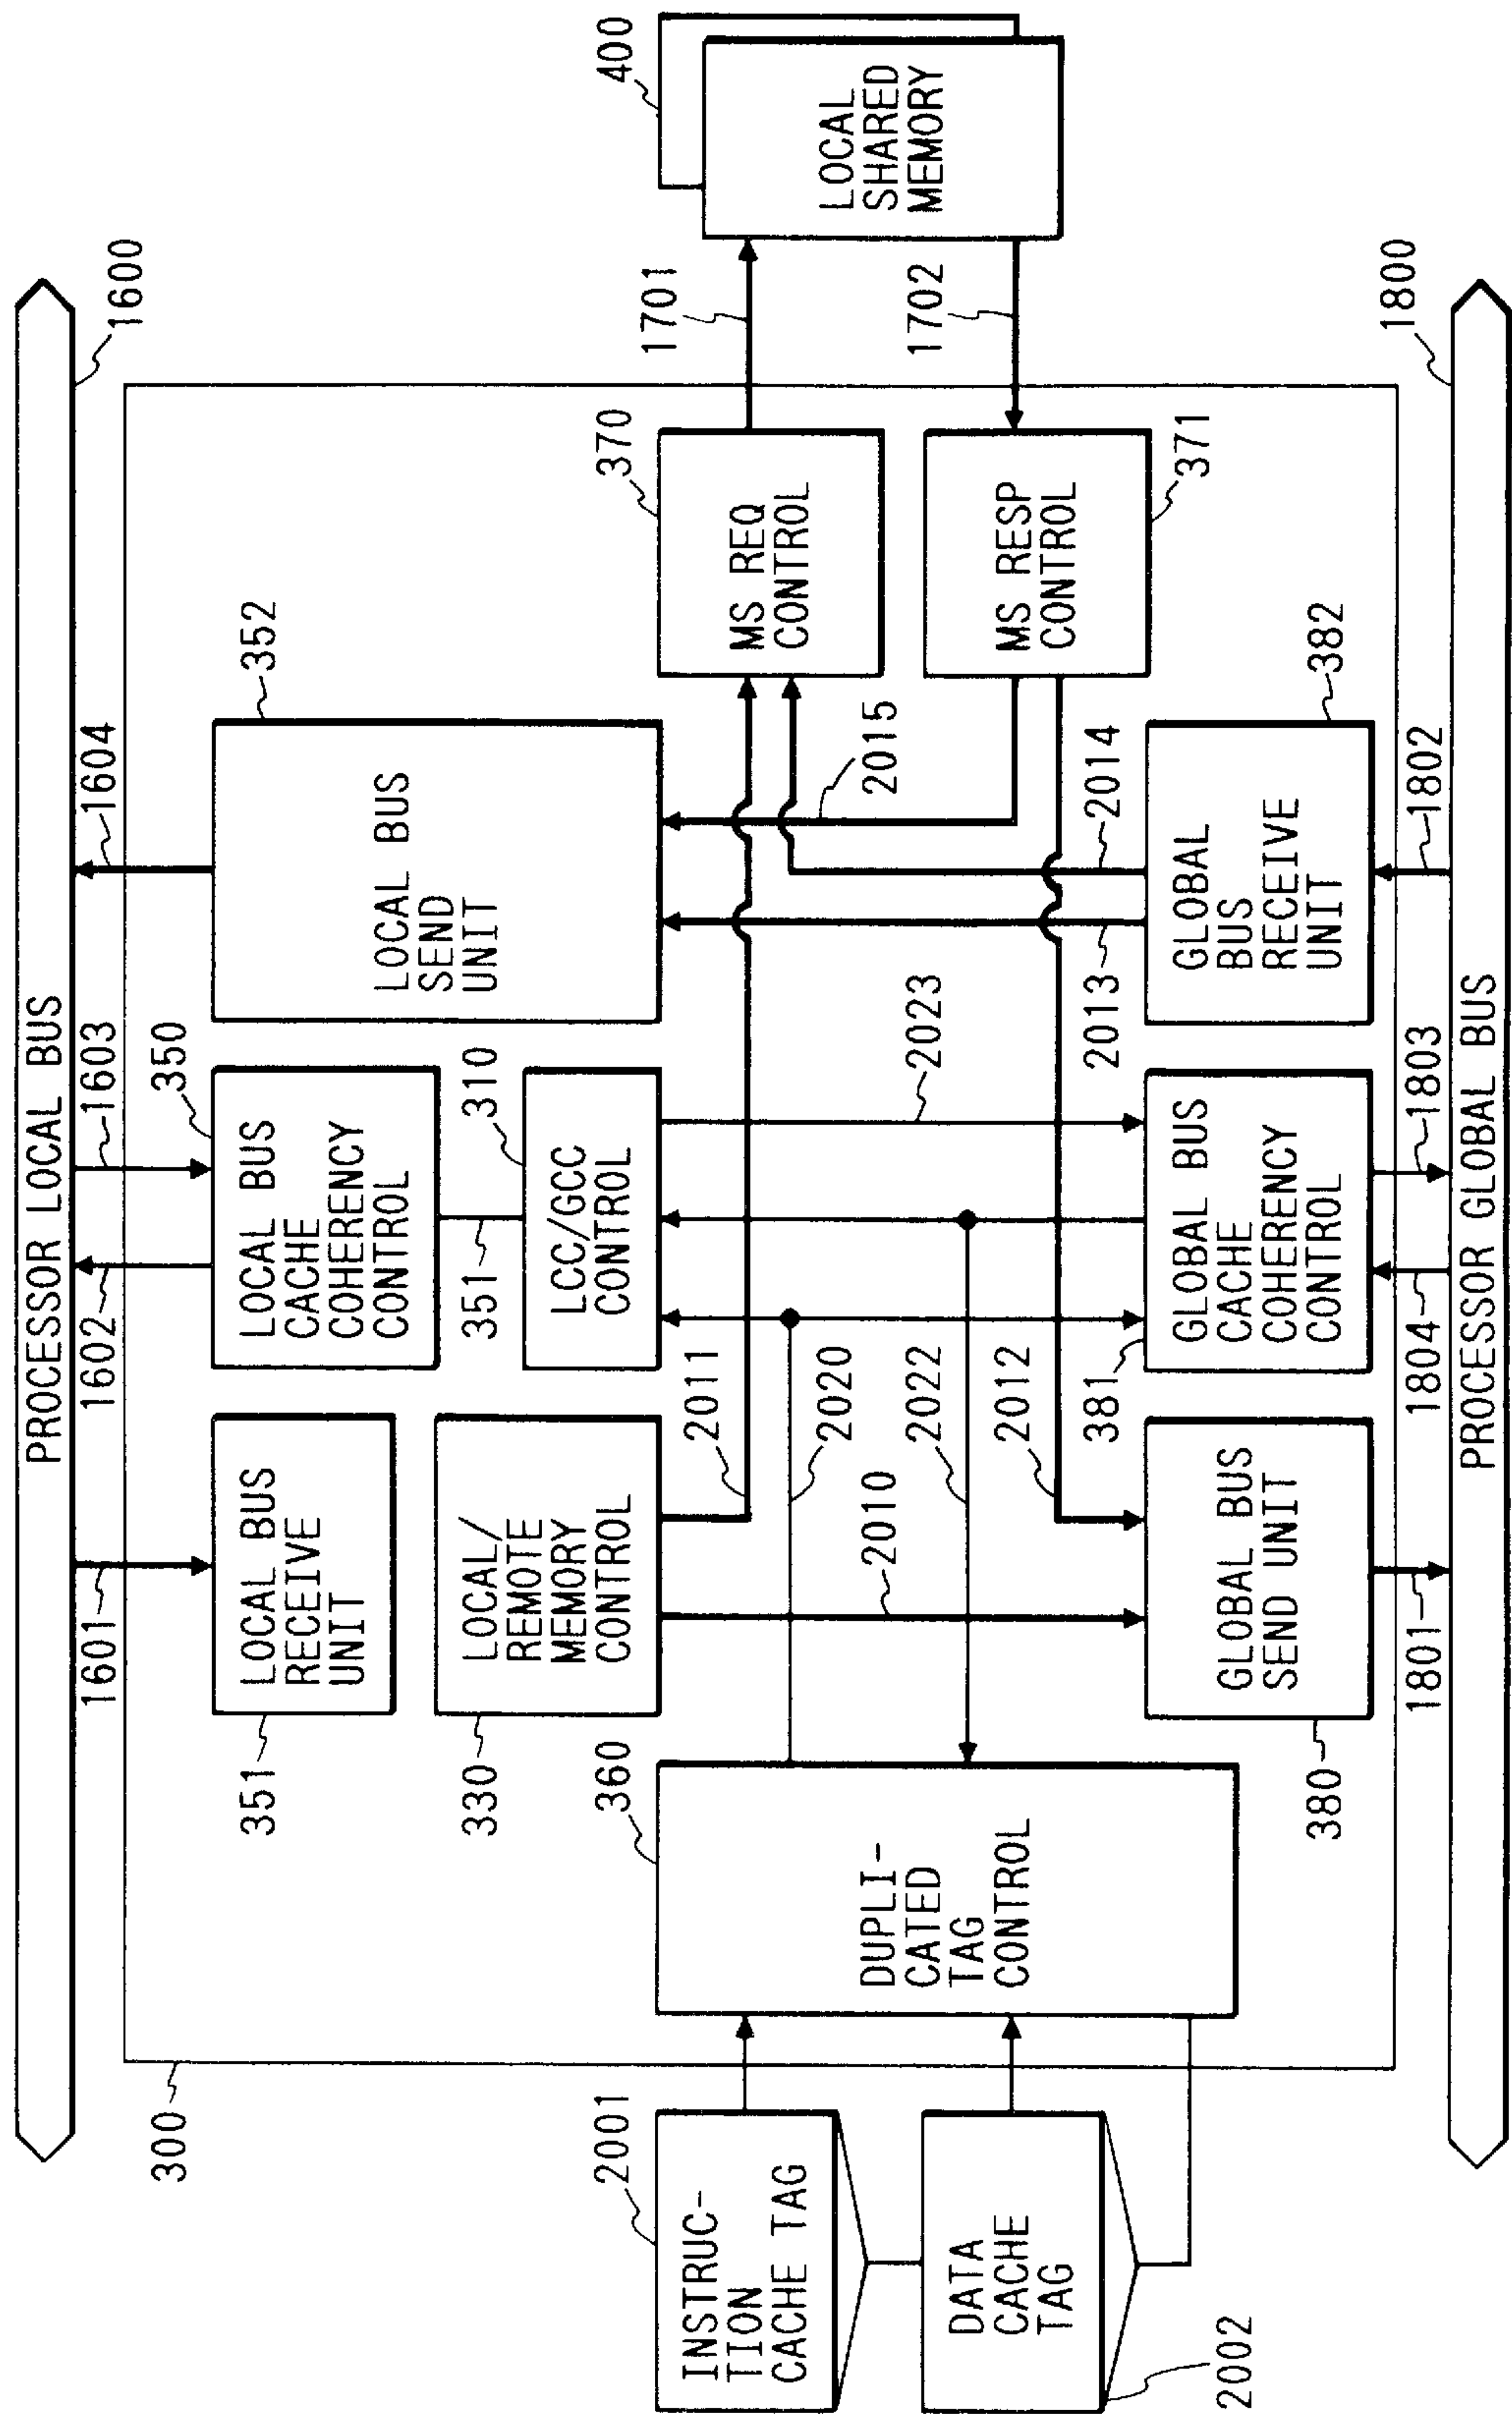 PROCESSOR LOCAL BUS
1600
300
1601
1602
1603
1604
351
LOCAL BUS
RECEIVE
UNIT
350
LOCAL BUS
CACHE
COHERENCY
CONTROL
352
LOCAL BUS
SEND
UNIT
330
LOCAL/
REMOTE
MEMORY
CONTROL
351
310
LCC/GCC
CONTROL
370
MS REQ
CONTROL
1701
400
LOCAL
SHARED
MEMORY
2001
INSTRUC-
TION
CACHE TAG
360
DUPLI-
CATED
TAG
CONTROL
2011
2020
2010
2022
2012
2023
2013
2015
2014
1702
MS RESP
CONTROL
371
DATA
CACHE
TAG
2002
380
GLOBAL BUS
SEND UNIT
381
GLOBAL BUS
CACHE
COHERENCY
CONTROL
GLOBAL
BUS
RECEIVE
UNIT
382
1801
1804
1803
1802
1800
PROCESSOR GLOBAL BUS